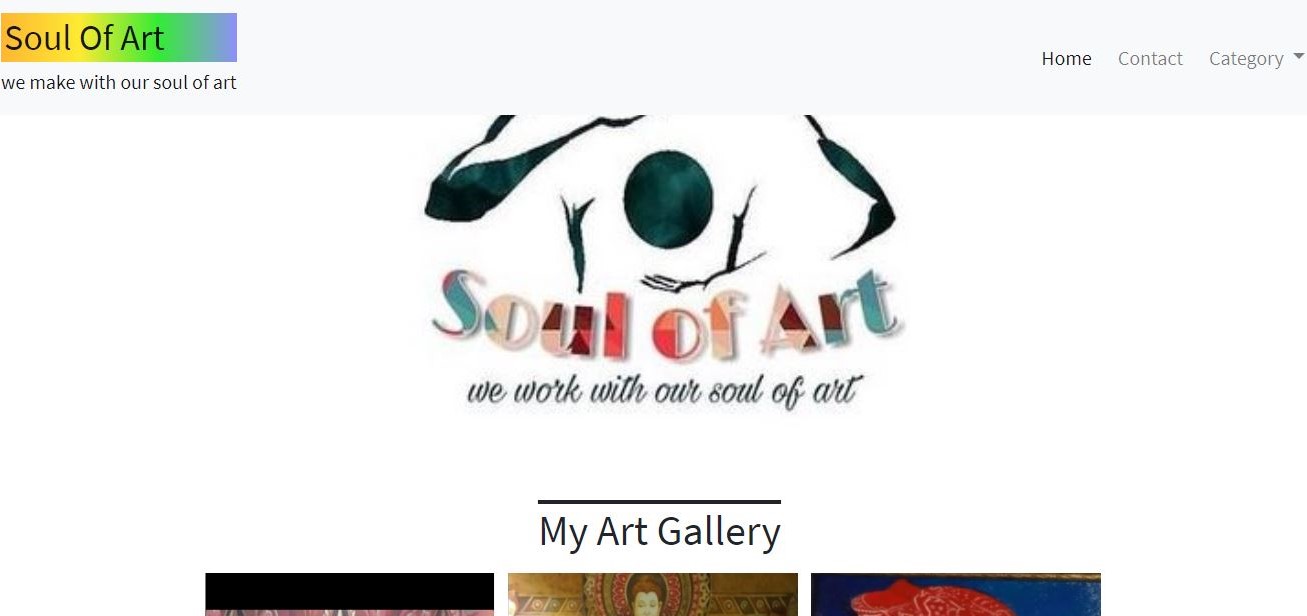 Soul Of Art
we make with our soul of art
Home Contact Category
Soul of Art
we work with our soul of art
My Art Gallery